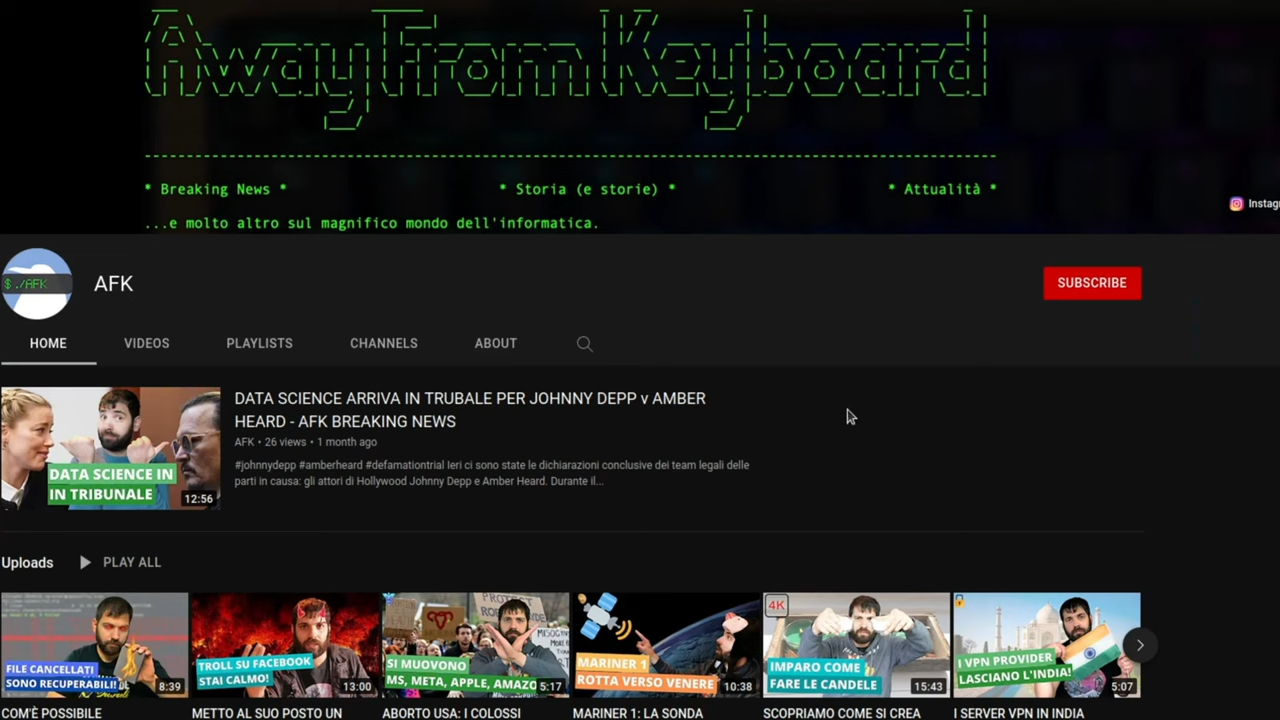 AwayFromKeyboard
* Breaking News * * Storia (e storie) * * Attualità *
...e molto altro sul magnifico mondo dell'informatica.
Instagr
$ ./AFK
AFK
SUBSCRIBE
HOME VIDEOS PLAYLISTS CHANNELS ABOUT
DATA SCIENCE IN
IN TRIBUNALE
12:56
DATA SCIENCE ARRIVA IN TRUBALE PER JOHNNY DEPP v AMBER
HEARD - AFK BREAKING NEWS
AFK • 26 views • 1 month ago
#johnnydepp #amberheard #defamationtrial Ieri ci sono state le dichiarazioni conclusive dei team legali delle
parti in causa: gli attori di Hollywood Johnny Depp e Amber Heard. Durante il...
Uploads PLAY ALL
FILE CANCELLATI
SONO RECUPERABILI!
8:39
TROLL SU FACEBOOK
STAI CALMO!
13:00
SI MUOVONO
MS, META, APPLE, AMAZO
5:17
MARINER 1
ROTTA VERSO VENERE
10:38
4K
IMPARO COME
FARE LE CANDELE
15:43
I VPN PROVIDER
LASCIANO L'INDIA!
5:07
COM'È POSSIBILE
METTO AL SUO POSTO UN
ABORTO USA: I COLOSSI
MARINER 1: LA SONDA
SCOPRIAMO COME SI CREA
I SERVER VPN IN INDIA